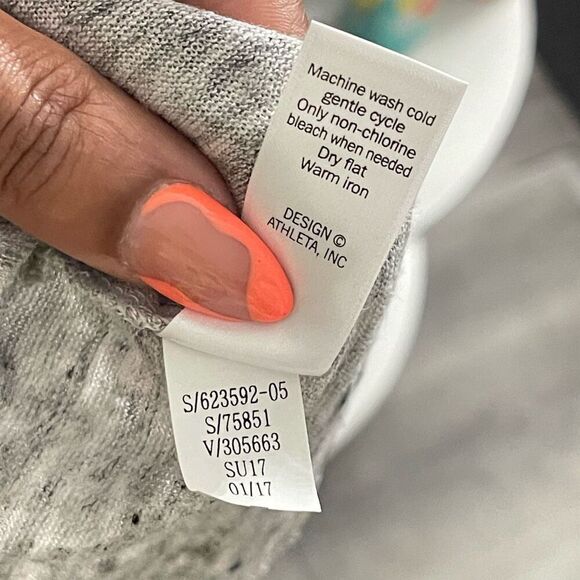 Machine wash cold
gentle cycle
Only non-chlorine
bleach when needed
Dry flat
Warm iron
DESIGN ©
ATHLETA, INC
S/623592-05
S/75851
V/305663
SU17
01/17